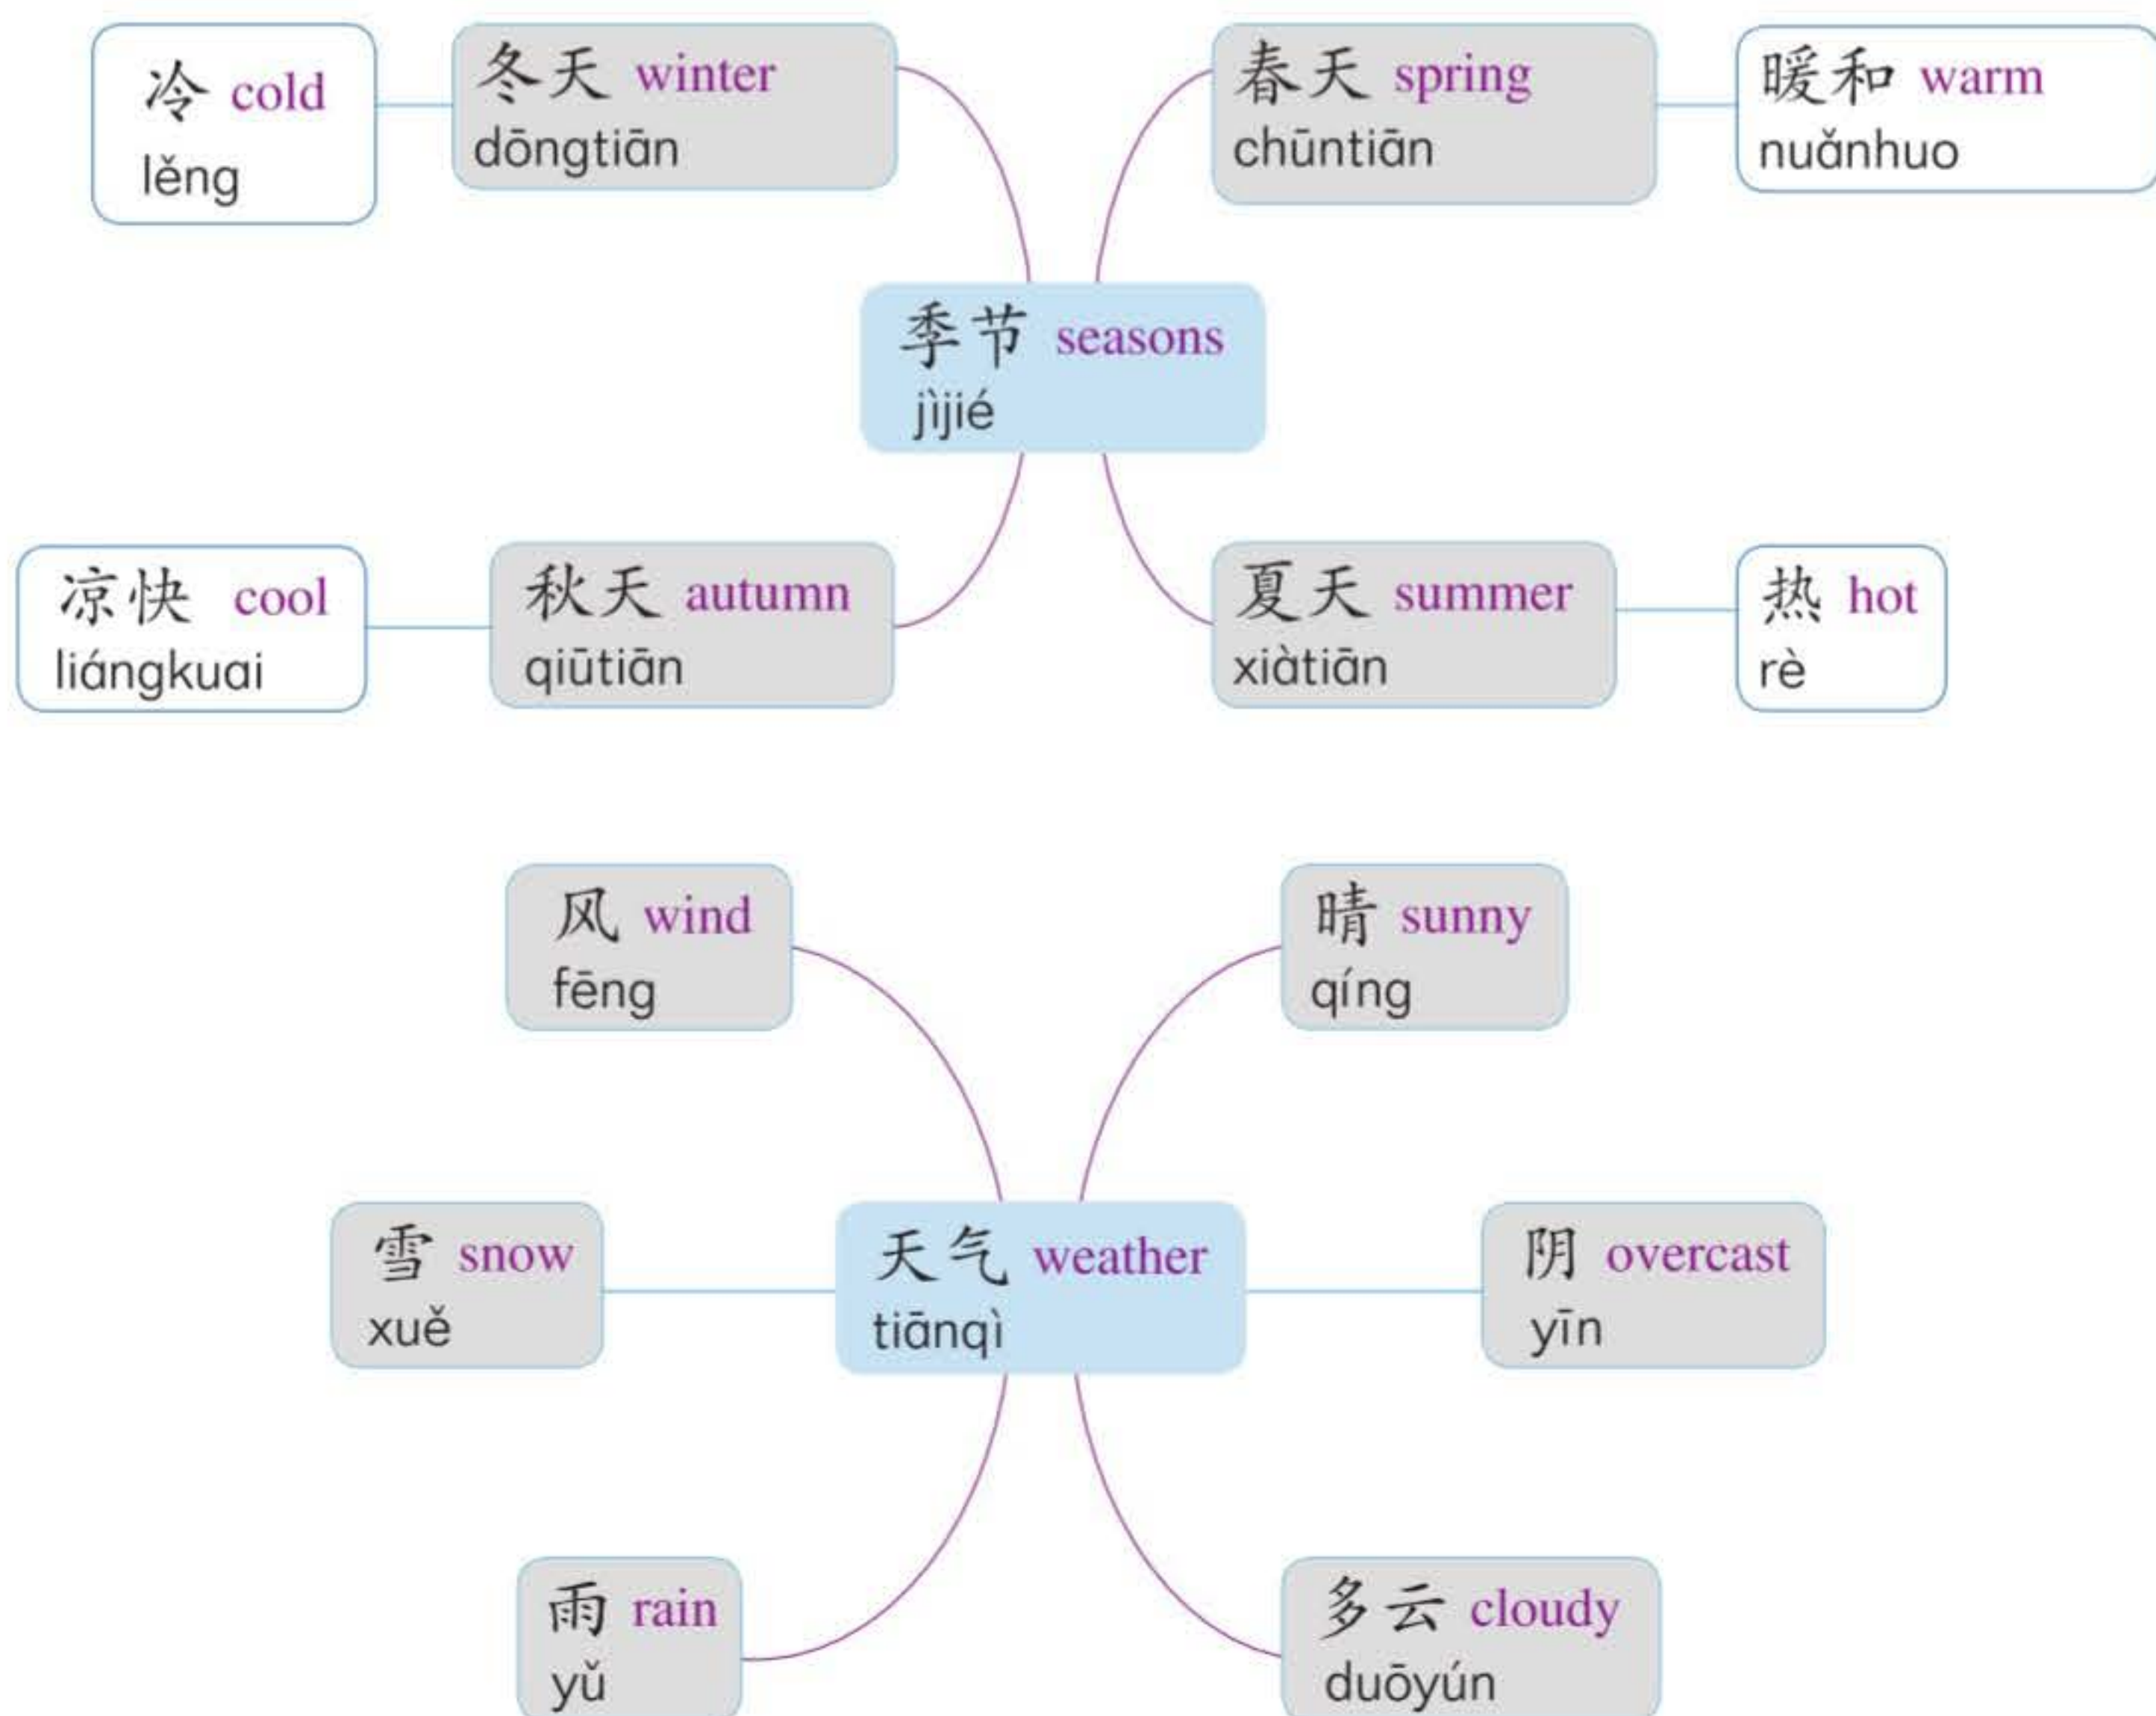 冷 cold
lěng
冬天 winter
dōngtiān
春天 spring
chūntiān
暖和 warm
nuǎnhuo
季节 seasons
jìjié
凉快 cool
liángkuai
秋天 autumn
qiūtiān
夏天 summer
xiàtiān
热 hot
rè
风 wind
fēng
晴 sunny
qíng
雪 snow
xuě
天气 weather
tiānqì
阴 overcast
yīn
雨 rain
yǔ
多云 cloudy
duōyún